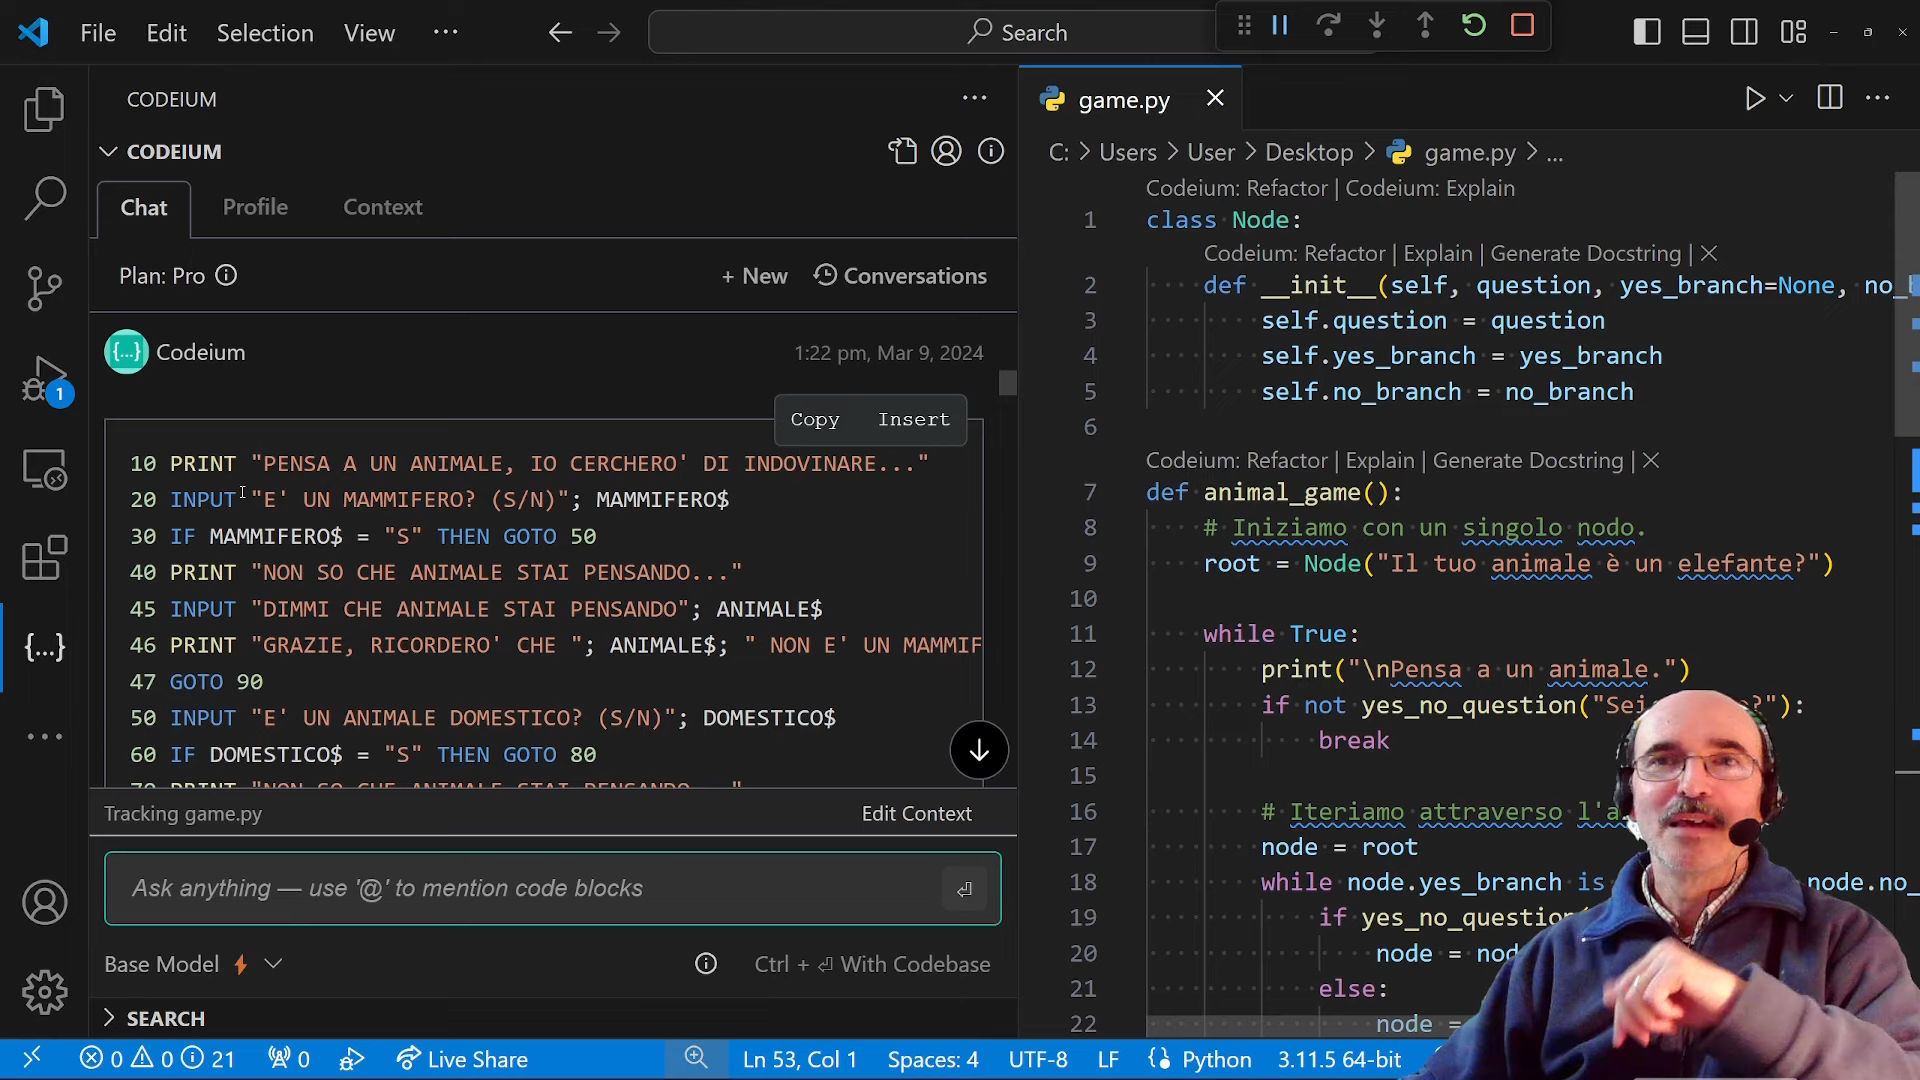 File Edit Selection View ...
Search
CODEIUM
CODEIUM
Chat Profile Context
Plan: Pro
+ New Conversations
Codeium
1:22 pm, Mar 9, 2024
Copy Insert
10 PRINT "PENSA A UN ANIMALE, IO CERCHERO' DI INDOVINARE..."
20 INPUT "E' UN MAMMIFERO? (S/N)"; MAMMIFERO$
30 IF MAMMIFERO$ = "S" THEN GOTO 50
40 PRINT "NON SO CHE ANIMALE STAI PENSANDO..."
45 INPUT "DIMMI CHE ANIMALE STAI PENSANDO"; ANIMALE$
46 PRINT "GRAZIE, RICORDERO' CHE "; ANIMALE$; " NON E' UN MAMMIF
47 GOTO 90
50 INPUT "E' UN ANIMALE DOMESTICO? (S/N)"; DOMESTICO$
60 IF DOMESTICO$ = "S" THEN GOTO 80
70 PRINT "NON SO CHE ANIMALE STAI PENSANDO..."
Tracking game.py
Edit Context
Ask anything — use '@' to mention code blocks
Base Model
Ctrl + ⏎ With Codebase
SEARCH
1
game.py
C: > Users > User > Desktop > game.py > ...
Codeium: Refactor | Codeium: Explain
1 class Node:
Codeium: Refactor | Explain | Generate Docstring | X
2 def __init__(self, question, yes_branch=None, no_b
3 self.question = question
4 self.yes_branch = yes_branch
5 self.no_branch = no_branch
6
Codeium: Refactor | Explain | Generate Docstring | X
7 def animal_game():
8 # Iniziamo con un singolo nodo.
9 root = Node("Il tuo animale è un elefante?")
10
11 while True:
12 print("\nPensa a un animale.")
13 if not yes_no_question("Sei ?"):
14 break
15
16 # Iteriamo attraverso l'a
17 node = root
18 while node.yes_branch is node.no_
19 if yes_no_question(
20 node = nod
21 else:
22 node =
0 0 21 0 Live Share
Ln 53, Col 1 Spaces: 4 UTF-8 LF Python 3.11.5 64-bit